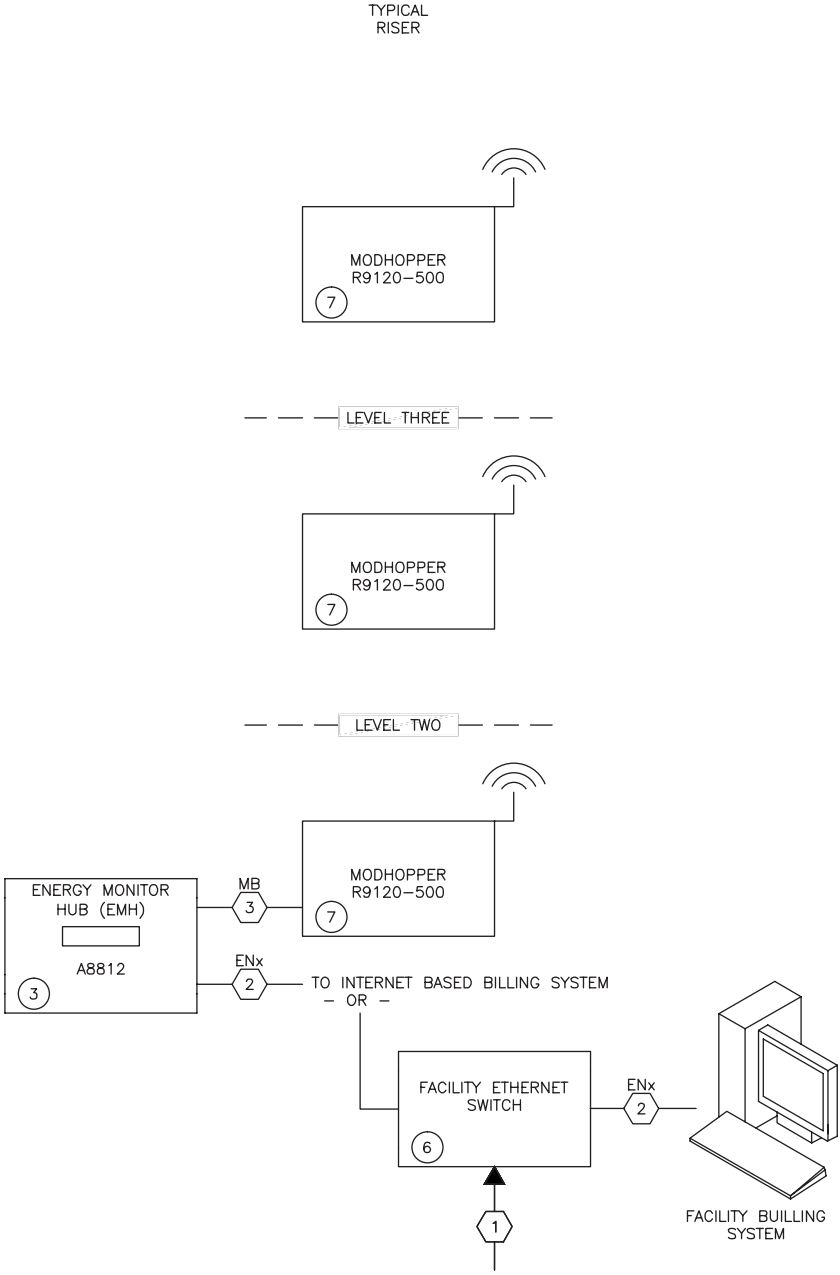 TYPICAL
RISER
MODHOPPER
R9120-500
7
LEVEL THREE
MODHOPPER
R9120-500
7
LEVEL TWO
MODHOPPER
R9120-500
7
ENERGY MONITOR
HUB (EMH)
A8812
3
MB
3
ENx
2
TO INTERNET BASED BILLING SYSTEM
- OR -
FACILITY ETHERNET
SWITCH
6
ENx
2
1
FACILITY BUILLING
SYSTEM